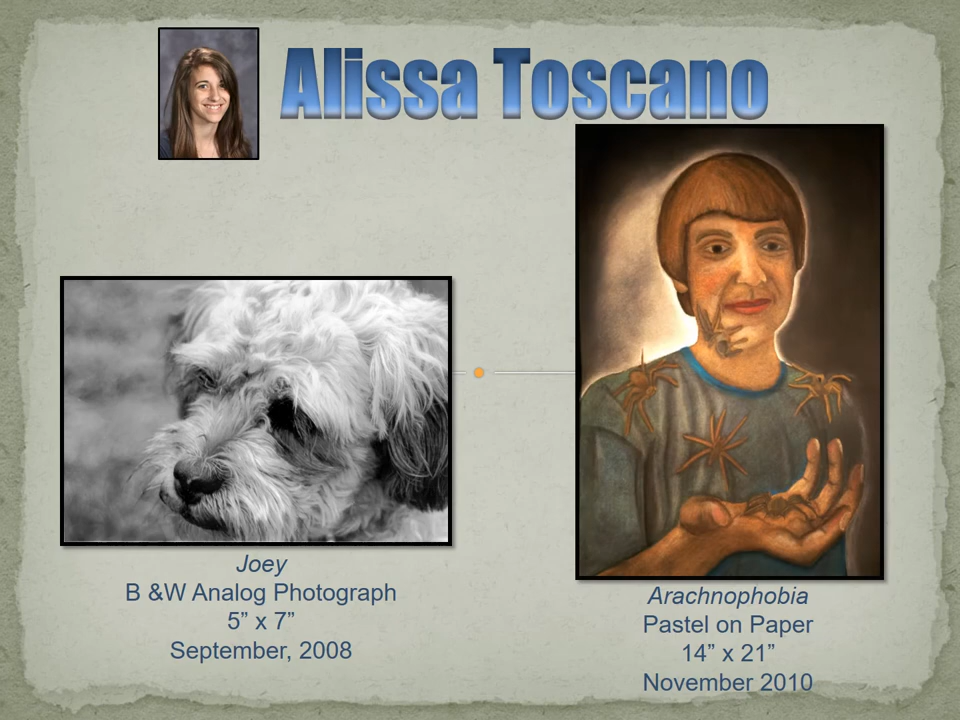 Alissa Toscano
Joey
B &W Analog Photograph
5” x 7”
September, 2008
Arachnophobia
Pastel on Paper
14” x 21”
November 2010